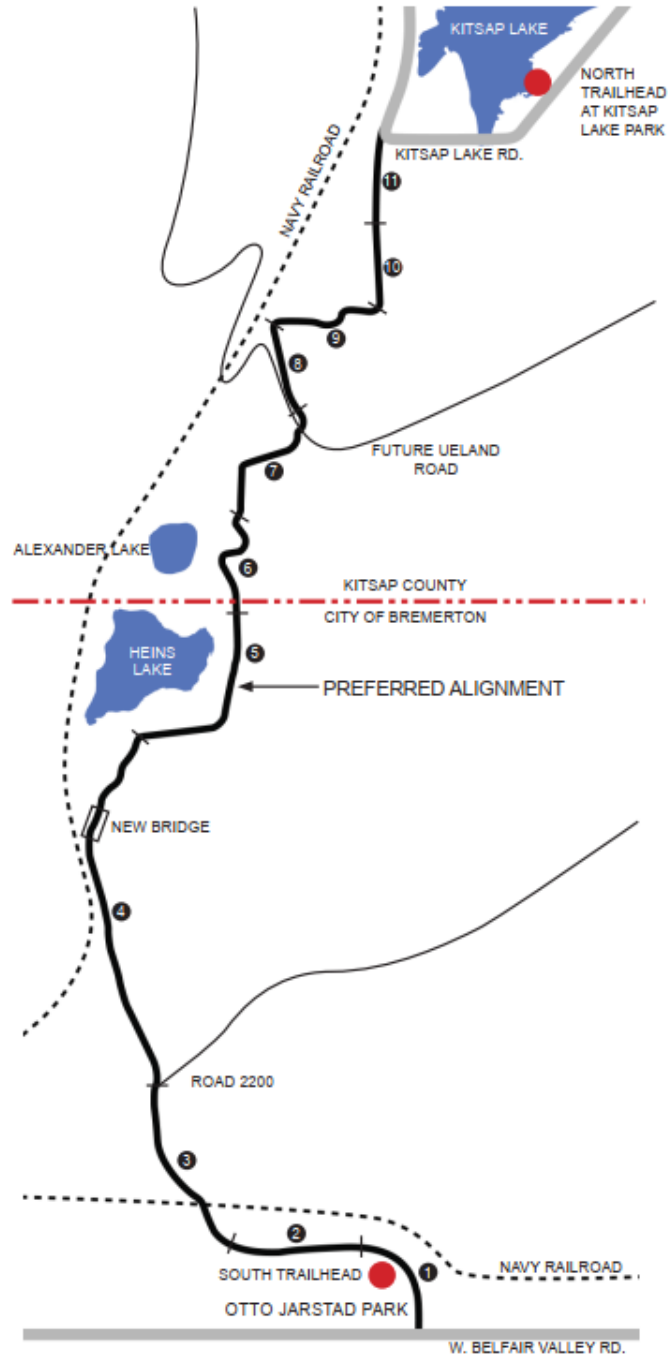 KITSAP LAKE
NORTH
TRAILHEAD
AT KITSAP
LAKE PARK
NAVY RAILROAD
KITSAP LAKE RD.
11
10
9
8
FUTURE UELAND
ROAD
7
ALEXANDER LAKE
6
KITSAP COUNTY
CITY OF BREMERTON
HEINS
LAKE
5
PREFERRED ALIGNMENT
NEW BRIDGE
4
ROAD 2200
3
2
SOUTH TRAILHEAD
1
NAVY RAILROAD
OTTO JARSTAD PARK
W. BELFAIR VALLEY RD.